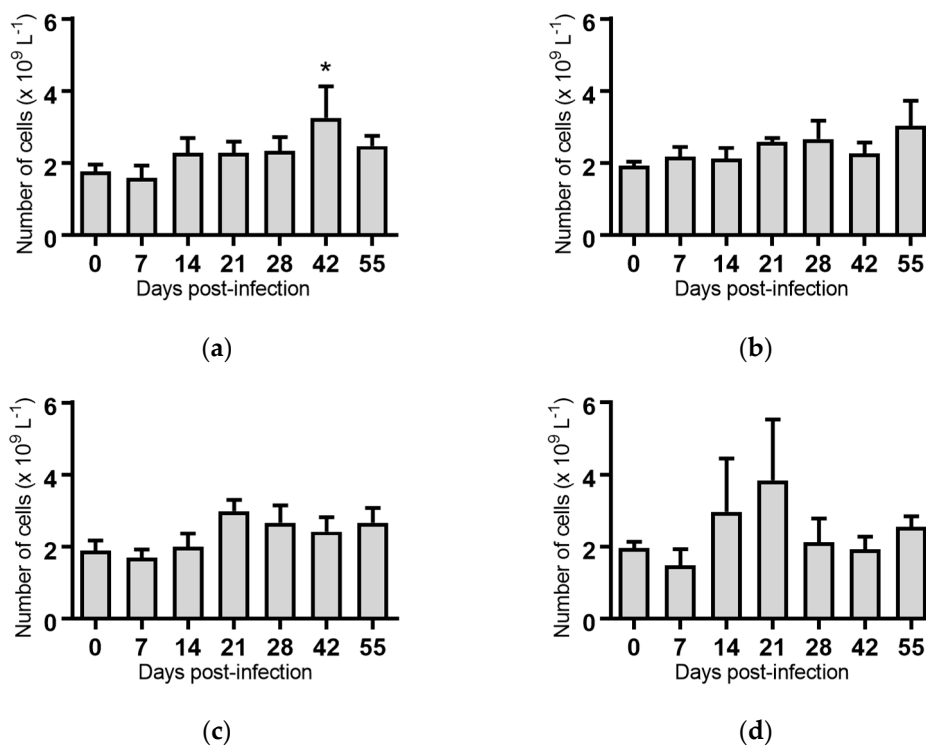 Number of cells (x 10⁹ L⁻¹)
6
4
2
0
*
0 7 14 21 28 42 55
Days post-infection
(a)
Number of cells (x 10⁹ L⁻¹)
6
4
2
0
0 7 14 21 28 42 55
Days post-infection
(b)
Number of cells (x 10⁹ L⁻¹)
6
4
2
0
0 7 14 21 28 42 55
Days post-infection
(c)
Number of cells (x 10⁹ L⁻¹)
6
4
2
0
0 7 14 21 28 42 55
Days post-infection
(d)